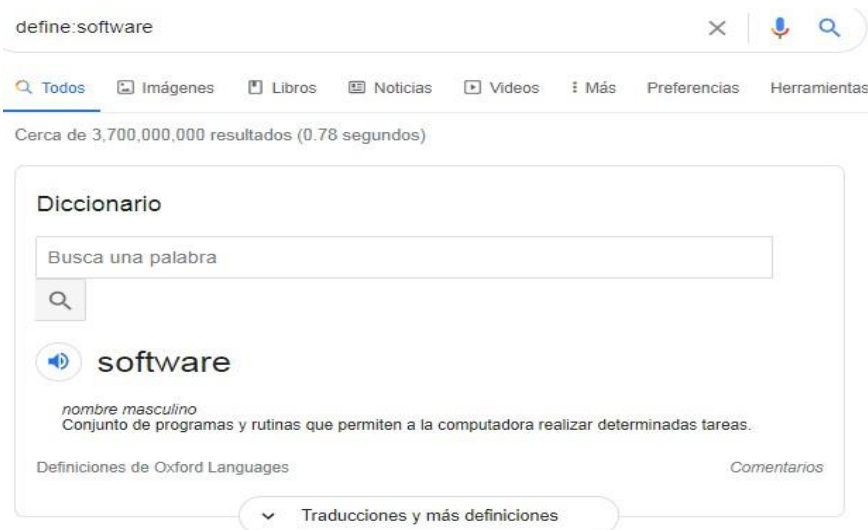 define:software
Todos Imágenes Libros Noticias Videos Más Preferencias Herramientas
Cerca de 3,700,000,000 resultados (0.78 segundos)
Diccionario
Busca una palabra
software
nombre masculino
Conjunto de programas y rutinas que permiten a la computadora realizar determinadas tareas.
Definiciones de Oxford Languages Comentarios
Traducciones y más definiciones